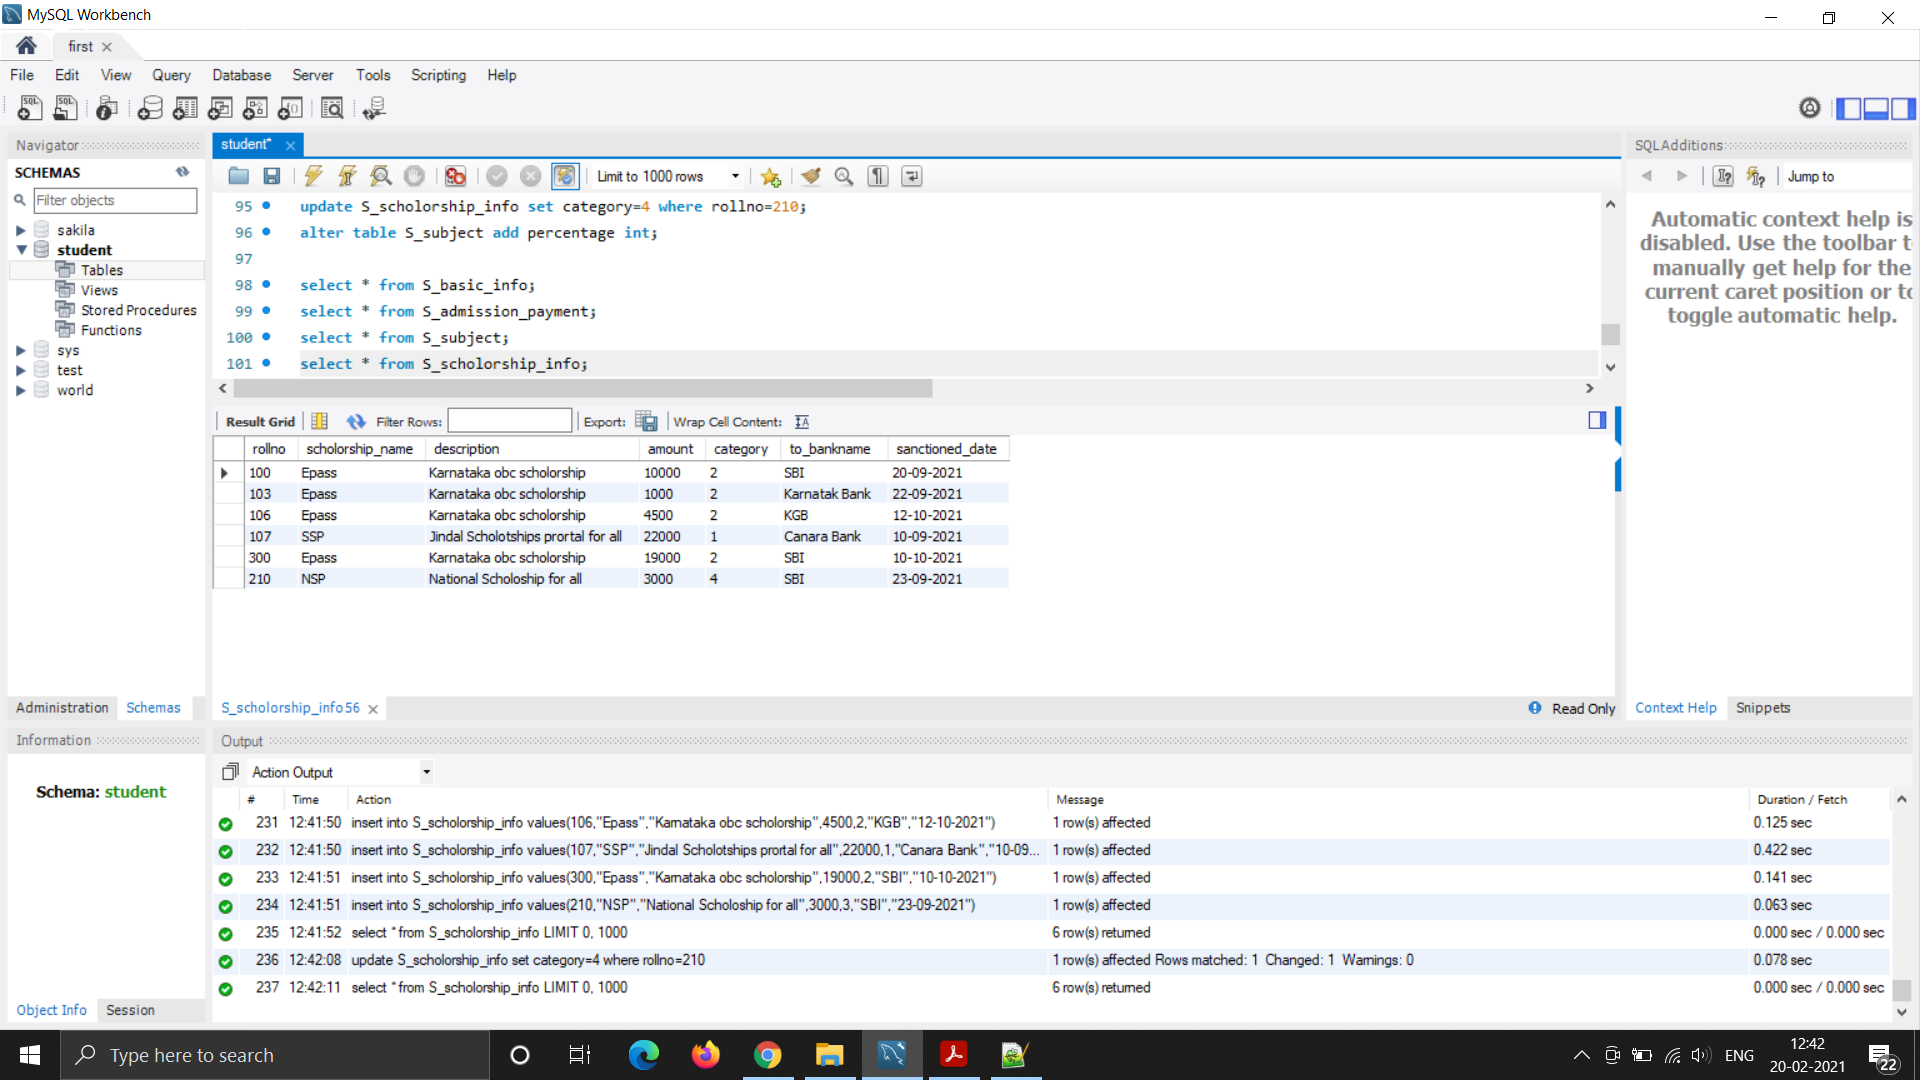 MySQL Workbench
first
File Edit View Query Database Server Tools Scripting Help
Navigator
SCHEMAS
Filter objects
sakila
student
Tables
Views
Stored Procedures
Functions
sys
test
world
Administration Schemas
Information
Schema: student
Object Info Session
student*
Limit to 1000 rows
95 update S_scholorship_info set category=4 where rollno=210;
96 alter table S_subject add percentage int;
97
98 select * from S_basic_info;
99 select * from S_admission_payment;
100 select * from S_subject;
101 select * from S_scholorship_info;
Result Grid Filter Rows: Export: Wrap Cell Content:
rollno scholorship_name description amount category to_bankname sanctioned_date
100 Epass Karnataka obc scholorship 10000 2 SBI 20-09-2021
103 Epass Karnataka obc scholorship 1000 2 Karnatak Bank 22-09-2021
106 Epass Karnataka obc scholorship 4500 2 KGB 12-10-2021
107 SSP Jindal Scholotships prortal for all 22000 1 Canara Bank 10-09-2021
300 Epass Karnataka obc scholorship 19000 2 SBI 10-10-2021
210 NSP National Scholoship for all 3000 4 SBI 23-09-2021
S_scholorship_info 56
Read Only
SQLAdditions
Jump to
Automatic context help is
disabled. Use the toolbar t
manually get help for the
current caret position or to
toggle automatic help.
Context Help Snippets
Output
Action Output
# Time Action Message Duration / Fetch
231 12:41:50 insert into S_scholorship_info values(106,"Epass","Karnataka obc scholorship",4500,2,"KGB","12-10-2021") 1 row(s) affected 0.125 sec
232 12:41:50 insert into S_scholorship_info values(107,"SSP","Jindal Scholotships prortal for all",22000,1,"Canara Bank","10-09... 1 row(s) affected 0.422 sec
233 12:41:51 insert into S_scholorship_info values(300,"Epass","Karnataka obc scholorship",19000,2,"SBI","10-10-2021") 1 row(s) affected 0.141 sec
234 12:41:51 insert into S_scholorship_info values(210,"NSP","National Scholoship for all",3000,3,"SBI","23-09-2021") 1 row(s) affected 0.063 sec
235 12:41:52 select * from S_scholorship_info LIMIT 0, 1000 6 row(s) returned 0.000 sec / 0.000 sec
236 12:42:08 update S_scholorship_info set category=4 where rollno=210 1 row(s) affected Rows matched: 1 Changed: 1 Warnings: 0 0.078 sec
237 12:42:11 select * from S_scholorship_info LIMIT 0, 1000 6 row(s) returned 0.000 sec / 0.000 sec
Type here to search
ENG
12:42
20-02-2021
22